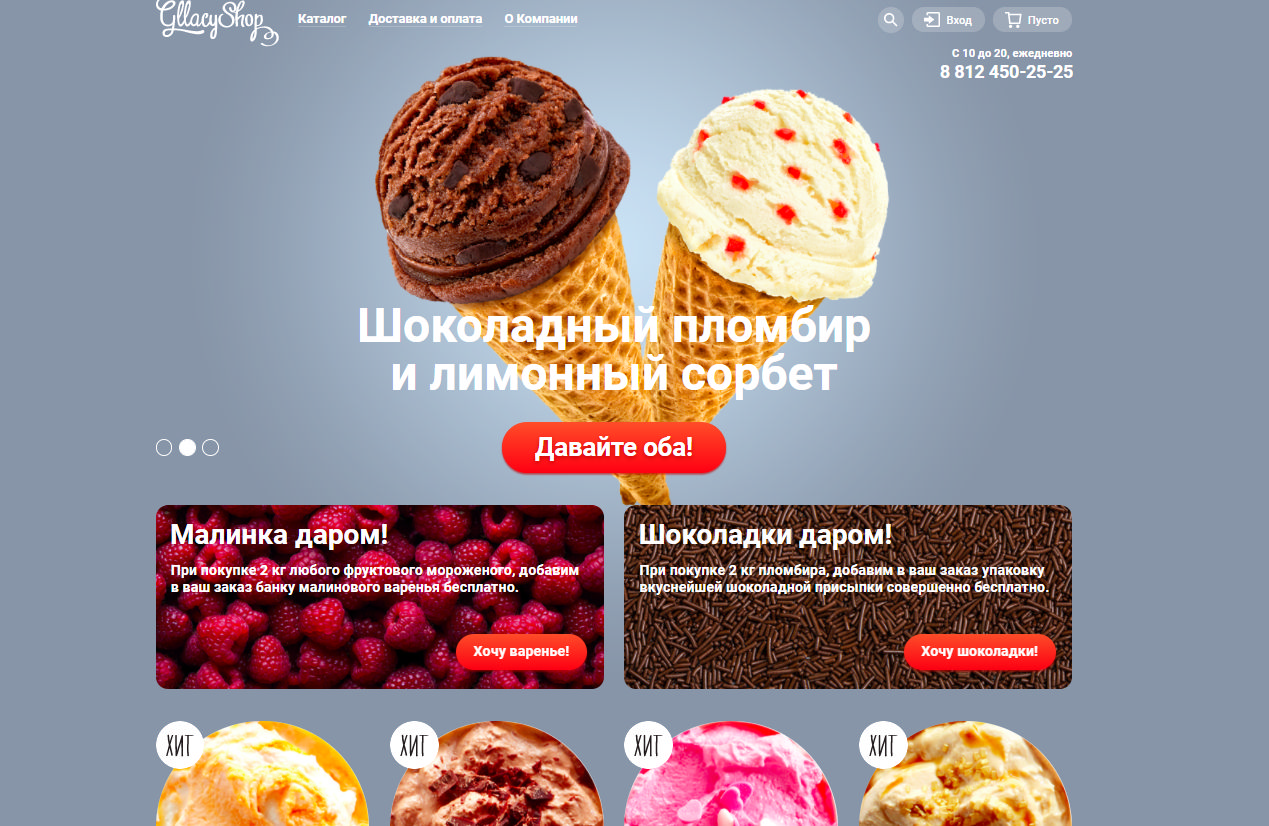 GllacyShop
Каталог
Доставка и оплата
О Компании
Вход
Пусто
С 10 до 20, ежедневно
8 812 450-25-25
Шоколадный пломбир
и лимонный сорбет
Давайте оба!
Малинка даром!
При покупке 2 кг любого фруктового мороженого, добавим
в ваш заказ банку малинового варенья бесплатно.
Хочу варенье!
Шоколадки даром!
При покупке 2 кг пломбира, добавим в ваш заказ упаковку
вкуснейшей шоколадной присыпки совершенно бесплатно.
Хочу шоколадки!
ХИТ
ХИТ
ХИТ
ХИТ